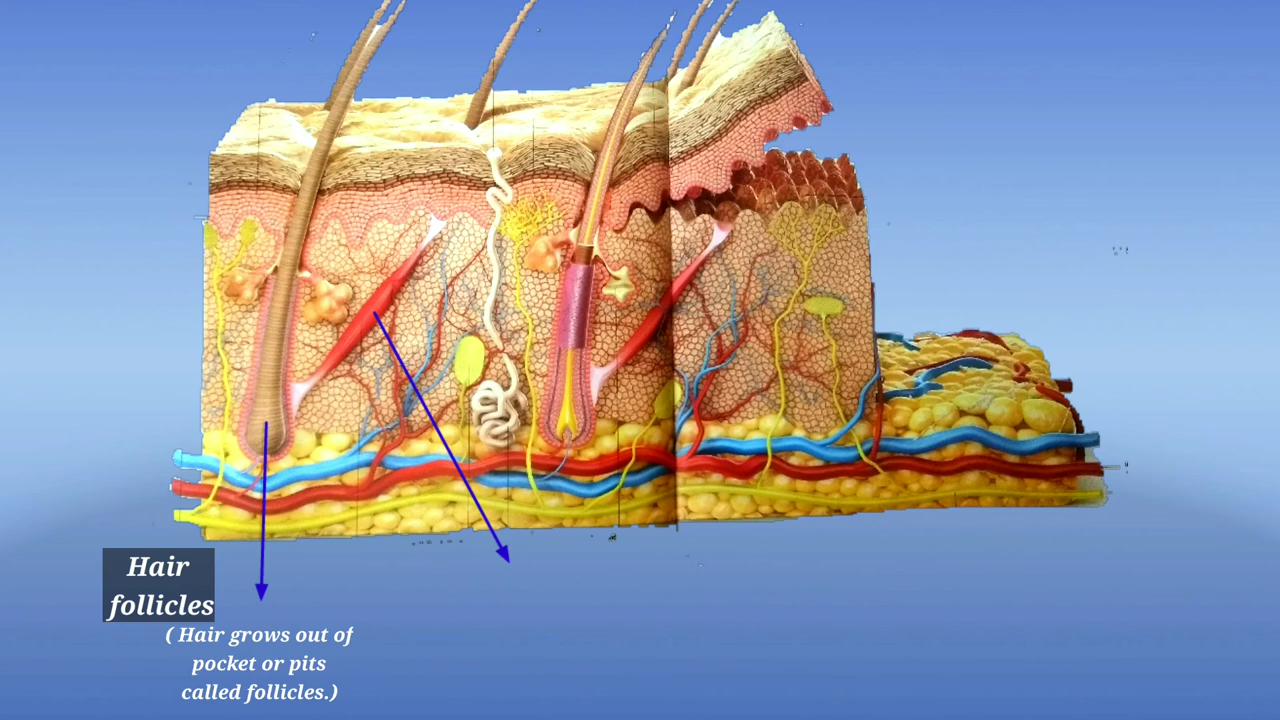 Hair
follicles
( Hair grows out of
pocket or pits
called follicles.)